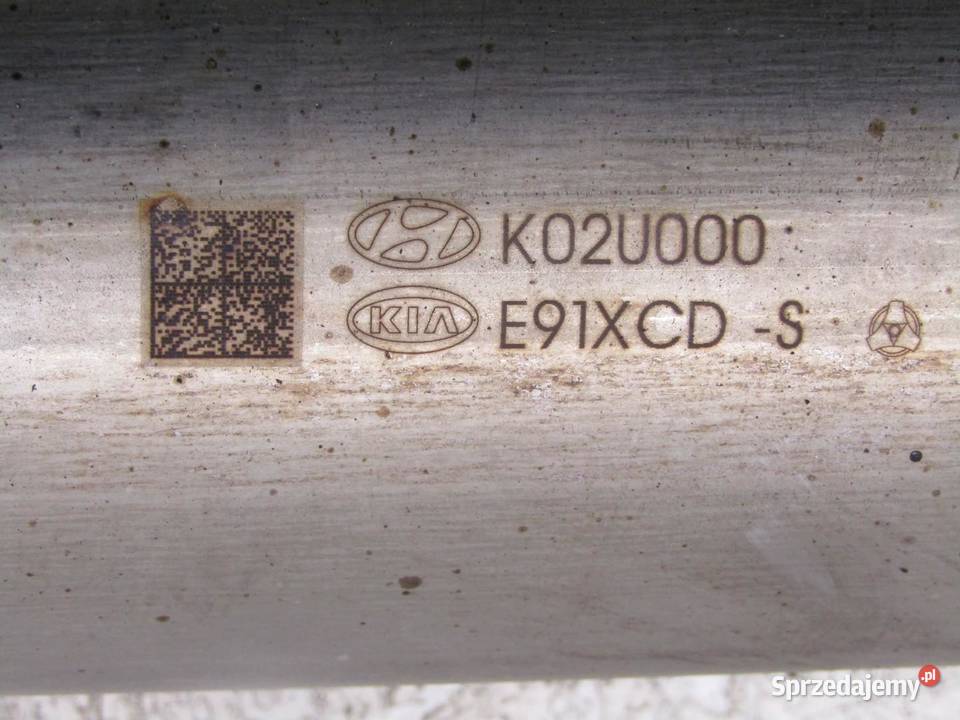 K02U000
KIA E91XCD -S
Sprzedajemy.pl